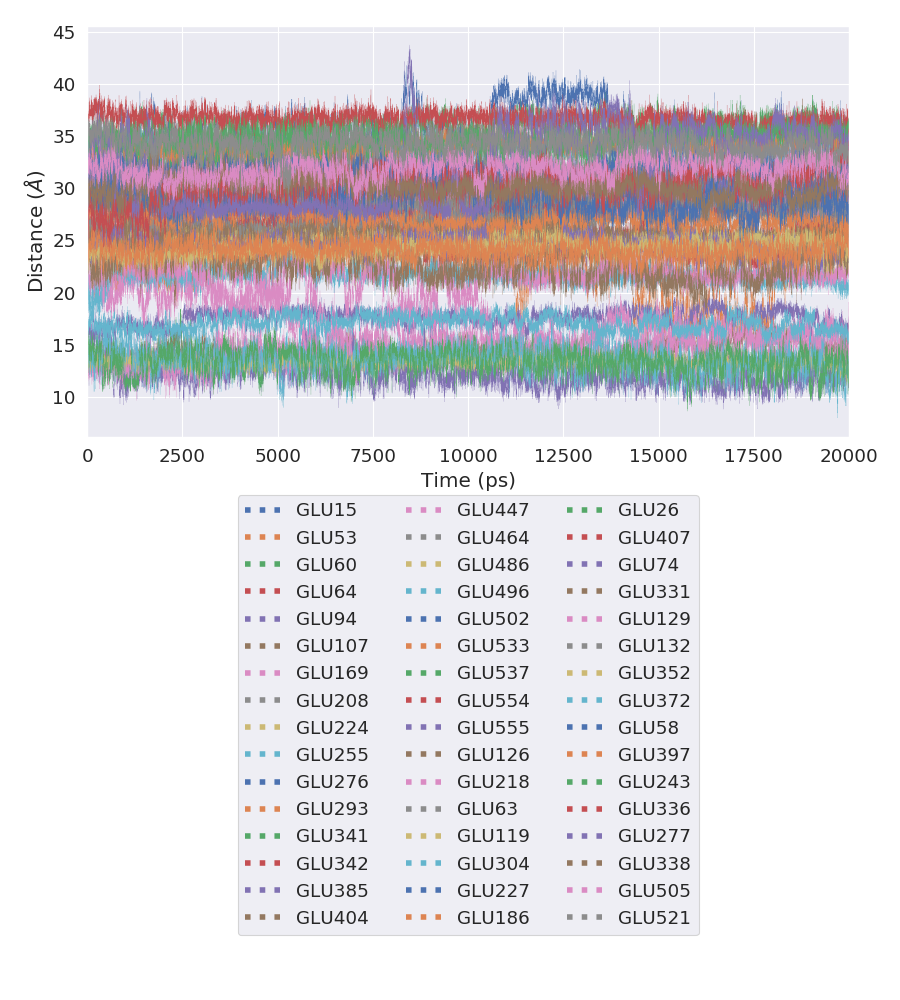 45
40
35
30
25
20
15
10
Distance (Å)
0 2500 5000 7500 10000 12500 15000 17500 20000
Time (ps)
GLU15 GLU447 GLU26
GLU53 GLU464 GLU407
GLU60 GLU486 GLU74
GLU64 GLU496 GLU331
GLU94 GLU502 GLU129
GLU107 GLU533 GLU132
GLU169 GLU537 GLU352
GLU208 GLU554 GLU372
GLU224 GLU555 GLU58
GLU255 GLU126 GLU397
GLU276 GLU218 GLU243
GLU293 GLU63 GLU336
GLU341 GLU119 GLU277
GLU342 GLU304 GLU338
GLU385 GLU227 GLU505
GLU404 GLU186 GLU521